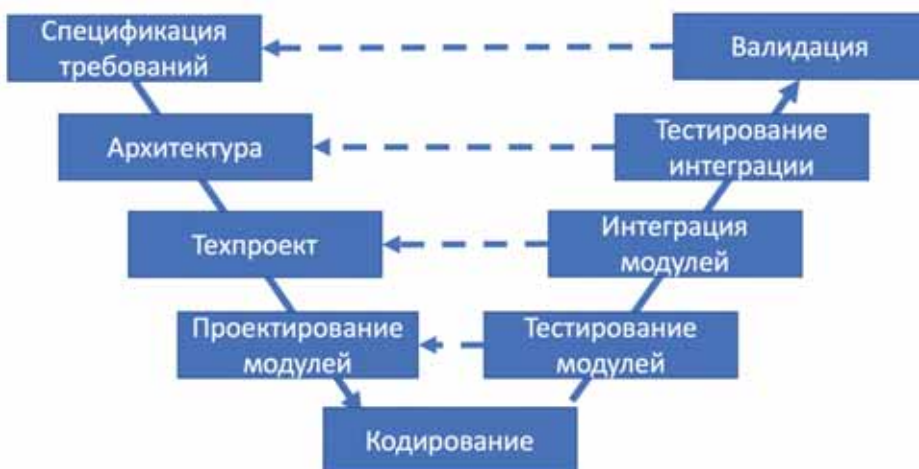 Спецификация
требований
Валидация
Архитектура
Тестирование
интеграции
Техпроект
Интеграция
модулей
Проектирование
модулей
Тестирование
модулей
Кодирование